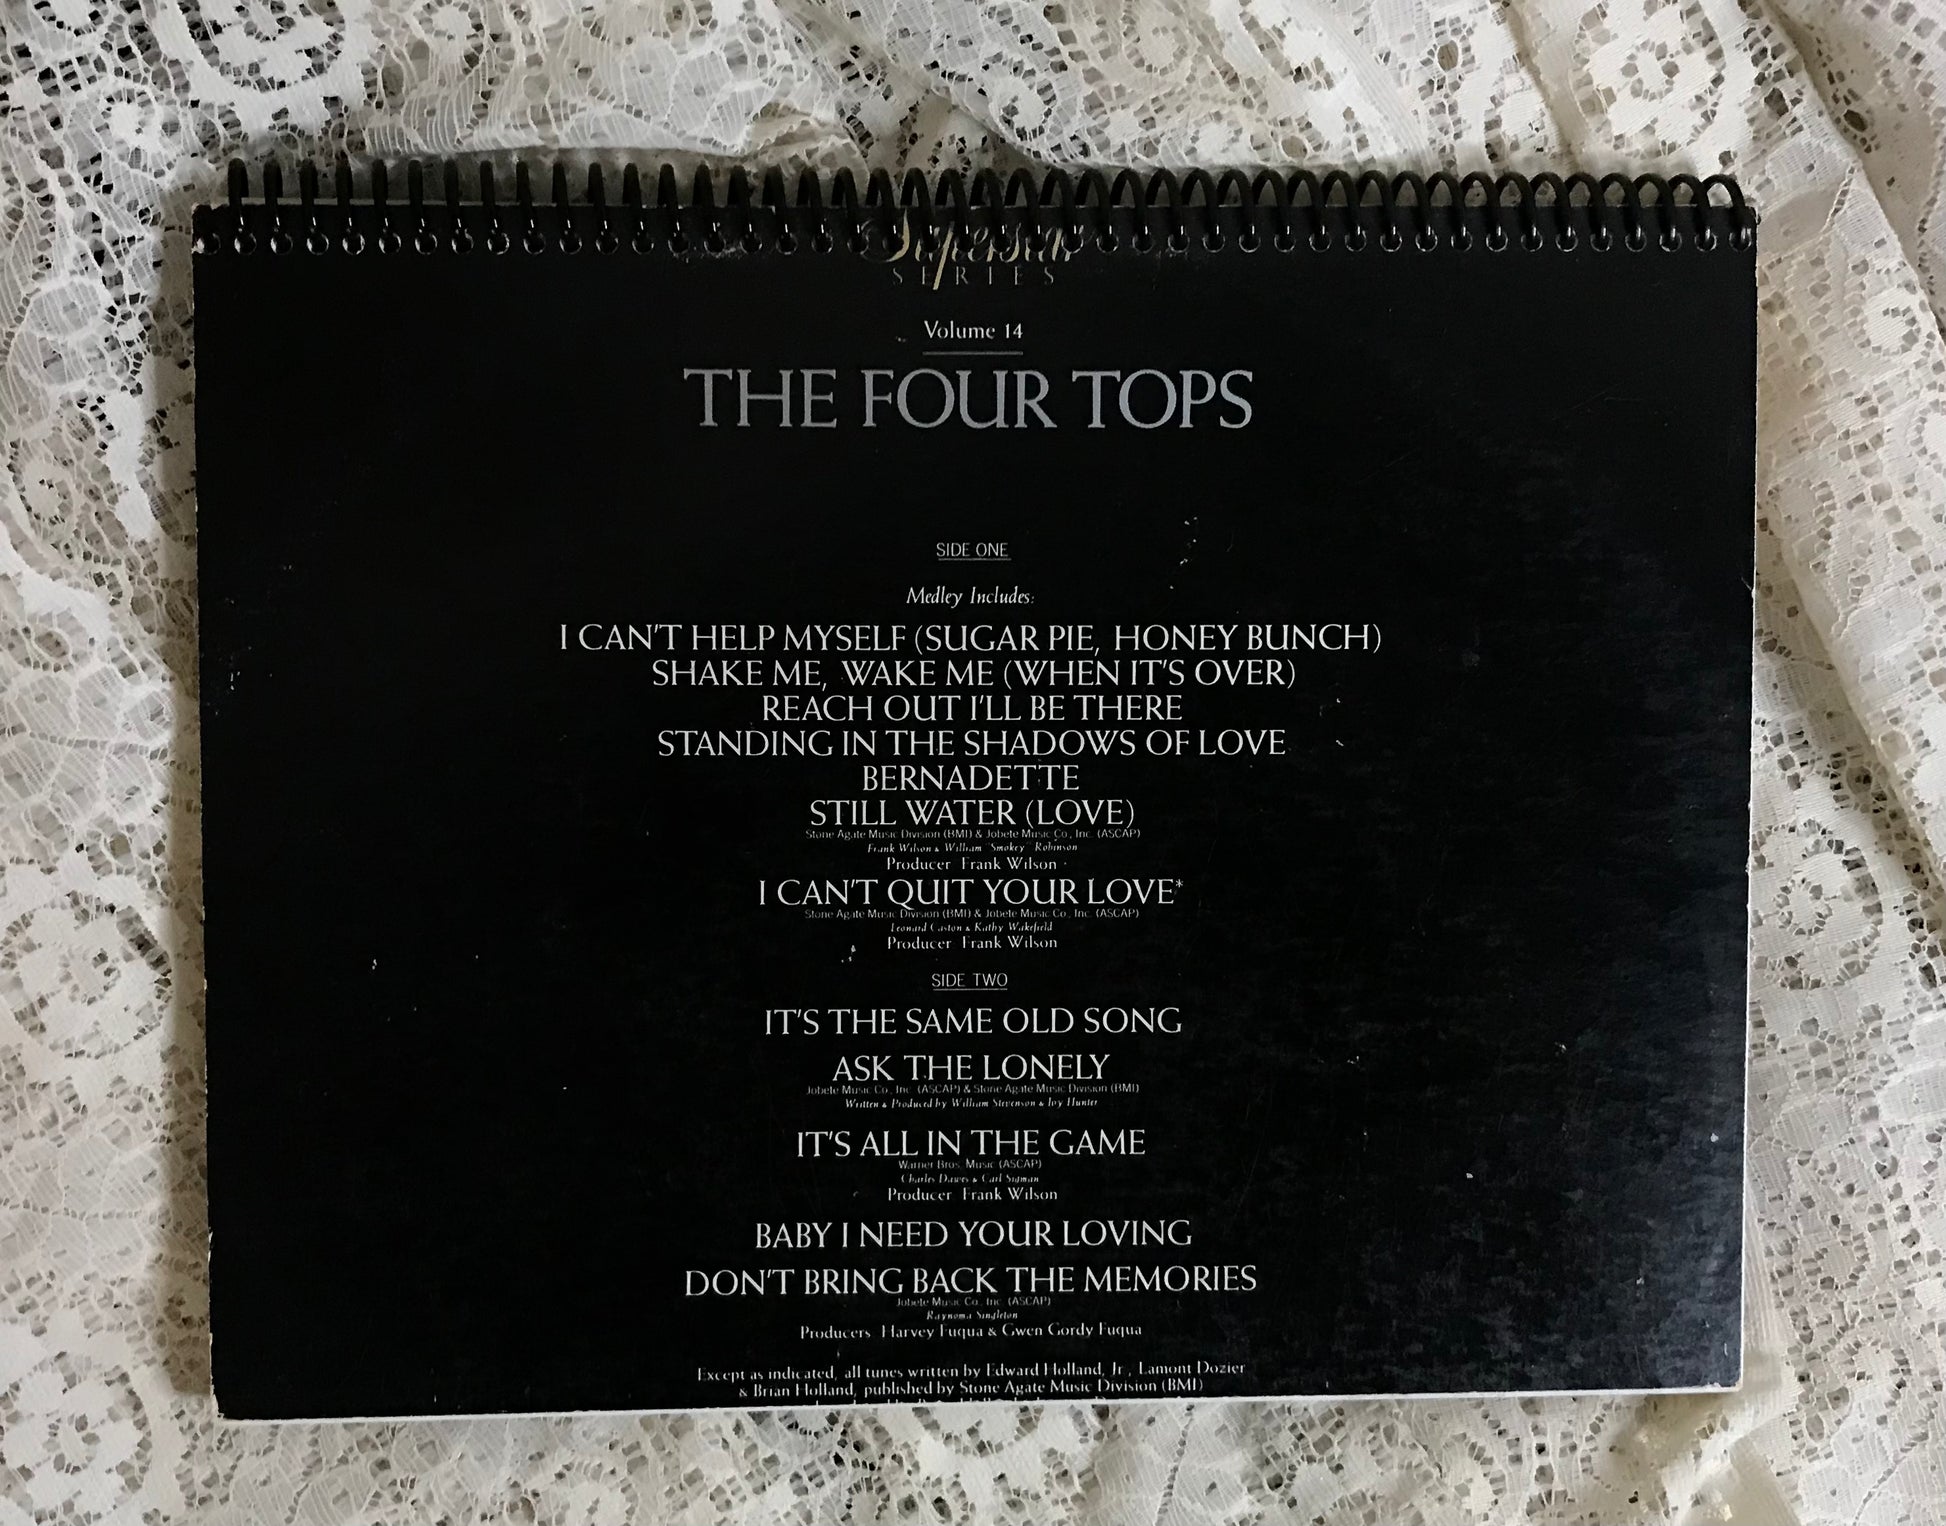 Superstar
SERIES
Volume 14
THE FOUR TOPS
SIDE ONE
Medley Includes:
I CAN'T HELP MYSELF (SUGAR PIE, HONEY BUNCH)
SHAKE ME, WAKE ME (WHEN IT'S OVER)
REACH OUT I'LL BE THERE
STANDING IN THE SHADOWS OF LOVE
BERNADETTE
STILL WATER (LOVE)
Stone Agate Music Division (BMI) & Jobete Music Co., Inc. (ASCAP)
Frank Wilson & William "Smokey" Robinson
Producer Frank Wilson
I CAN'T QUIT YOUR LOVE*
Stone Agate Music Division (BMI) & Jobete Music Co., Inc. (ASCAP)
Leonard Caston & Kathy Wakefield
Producer Frank Wilson
SIDE TWO
IT'S THE SAME OLD SONG
ASK THE LONELY
Jobete Music Co., Inc. (ASCAP) & Stone Agate Music Division (BMI)
Written & Produced by William Stevenson & Ivy Hunter
IT'S ALL IN THE GAME
Warner Bros. Music (ASCAP)
Charles Dawes & Carl Sigman
Producer Frank Wilson
BABY I NEED YOUR LOVING
DON'T BRING BACK THE MEMORIES
Jobete Music Co., Inc. (ASCAP)
Raynoma Singleton
Producers Harvey Fuqua & Gwen Gordy Fuqua
Except as indicated, all tunes written by Edward Holland, Jr., Lamont Dozier
& Brian Holland, published by Stone Agate Music Division (BMI)